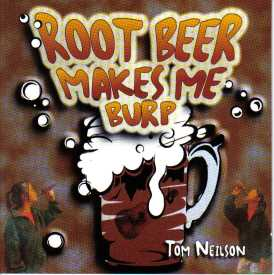 ROOT BEER
MAKES ME
BURP
TOM NEILSON